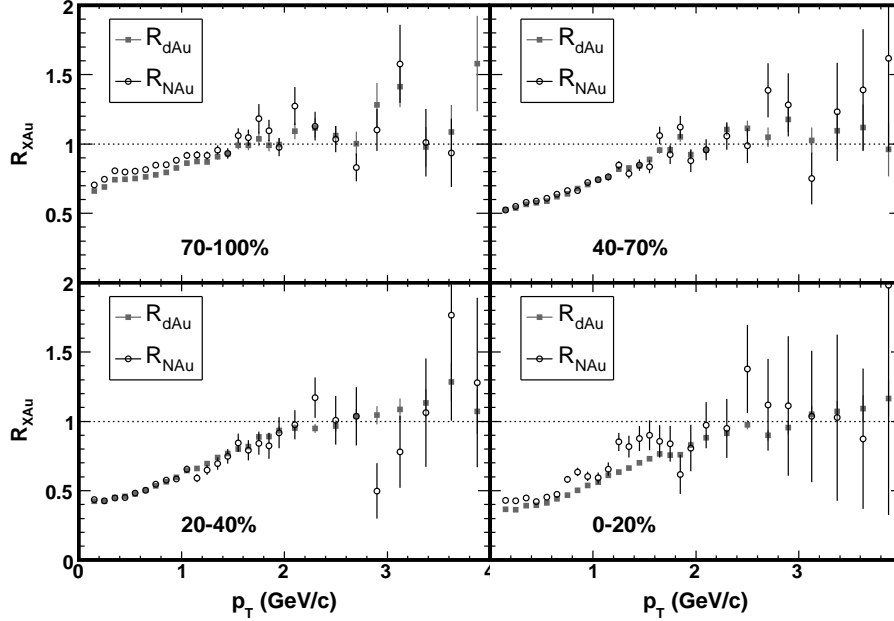 2
R_dAu
R_NAu
R_dAu
R_NAu
1.5
R_XAu
1
0.5
70-100%
40-70%
2
R_dAu
R_NAu
R_dAu
R_NAu
1.5
R_XAu
1
0.5
20-40%
0-20%
0
0 1 2 3 4 1 2 3
p_T (GeV/c) p_T (GeV/c)